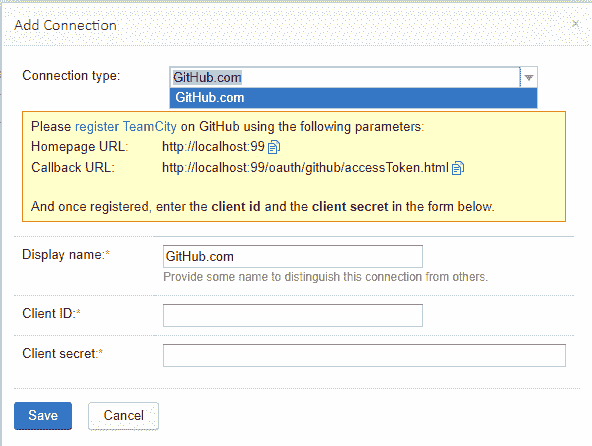 Add Connection
Connection type:
GitHub.com
GitHub.com
Please register TeamCity on GitHub using the following parameters:
Homepage URL: http://localhost:99
Callback URL: http://localhost:99/oauth/github/accessToken.html
And once registered, enter the client id and the client secret in the form below.
Display name:*
GitHub.com
Provide some name to distinguish this connection from others.
Client ID:*
Client secret:*
Save Cancel